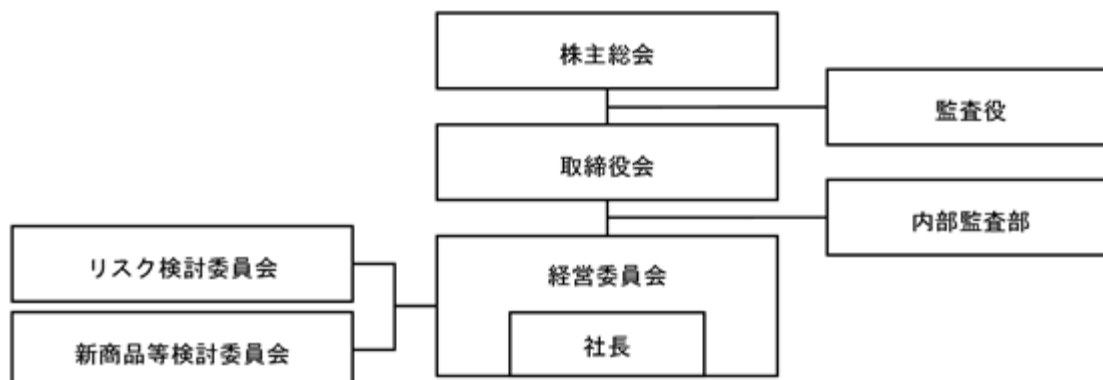 株主総会
監査役
取締役会
内部監査部
リスク検討委員会
経営委員会
新商品等検討委員会
社長